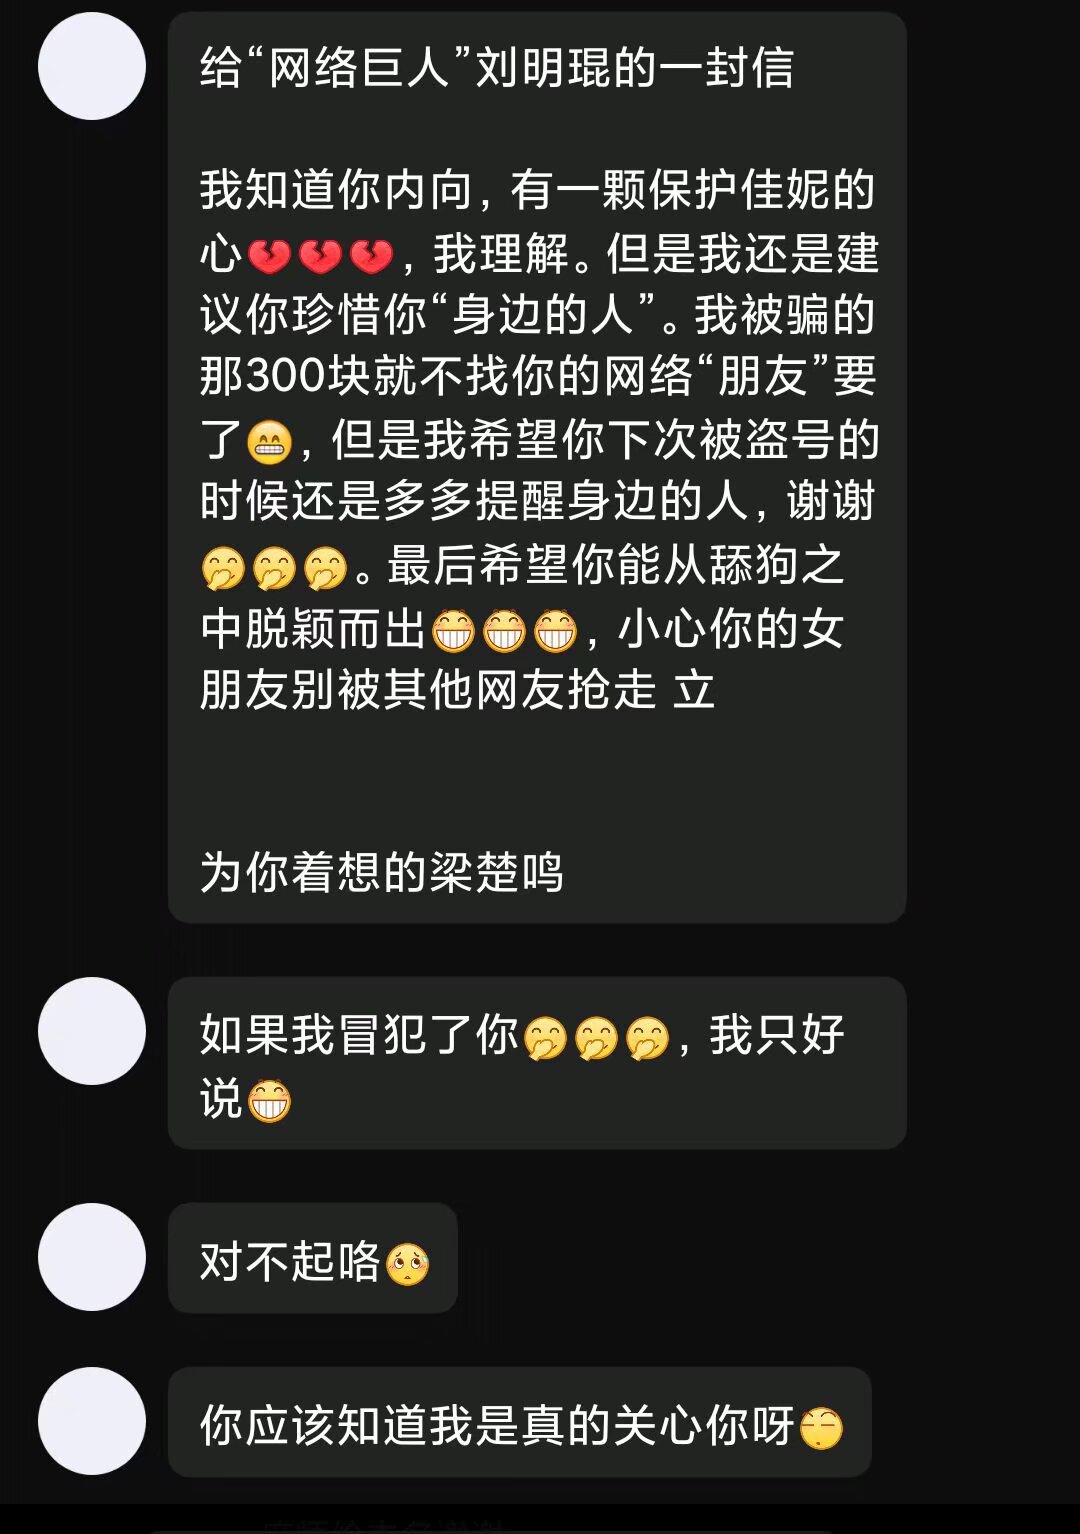 给“网络巨人”刘明琨的一封信
我知道你内向，有一颗保护佳妮的
心💔💔💔，我理解。但是我还是建
议你珍惜你“身边的人”。我被骗的
那300块就不找你的网络“朋友”要
了😁，但是我希望你下次被盗号的
时候还是多多提醒身边的人，谢谢
🤭🤭🤭。最后希望你能从舔狗之
中脱颖而出😁😁😁，小心你的女
朋友别被其他网友抢走 立
为你着想的梁楚鸣
如果我冒犯了你🤭🤭🤭，我只好
说😁
对不起咯😥
你应该知道我是真的关心你呀😚